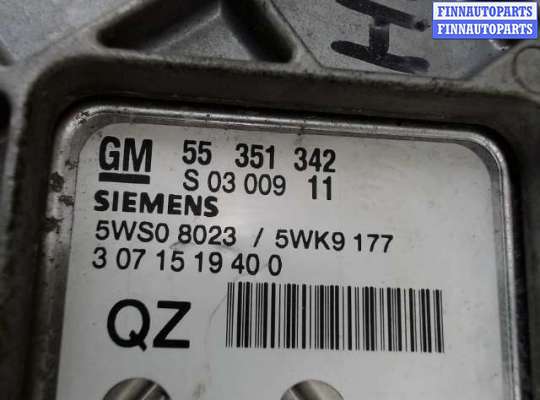 FINNAUTOPARTS
FINNAUTOPARTS
GM 55 351 342
S 03 009 11
SIEMENS
5WS0 8023 / 5WK9 177
3 07 15 19 40 0
QZ